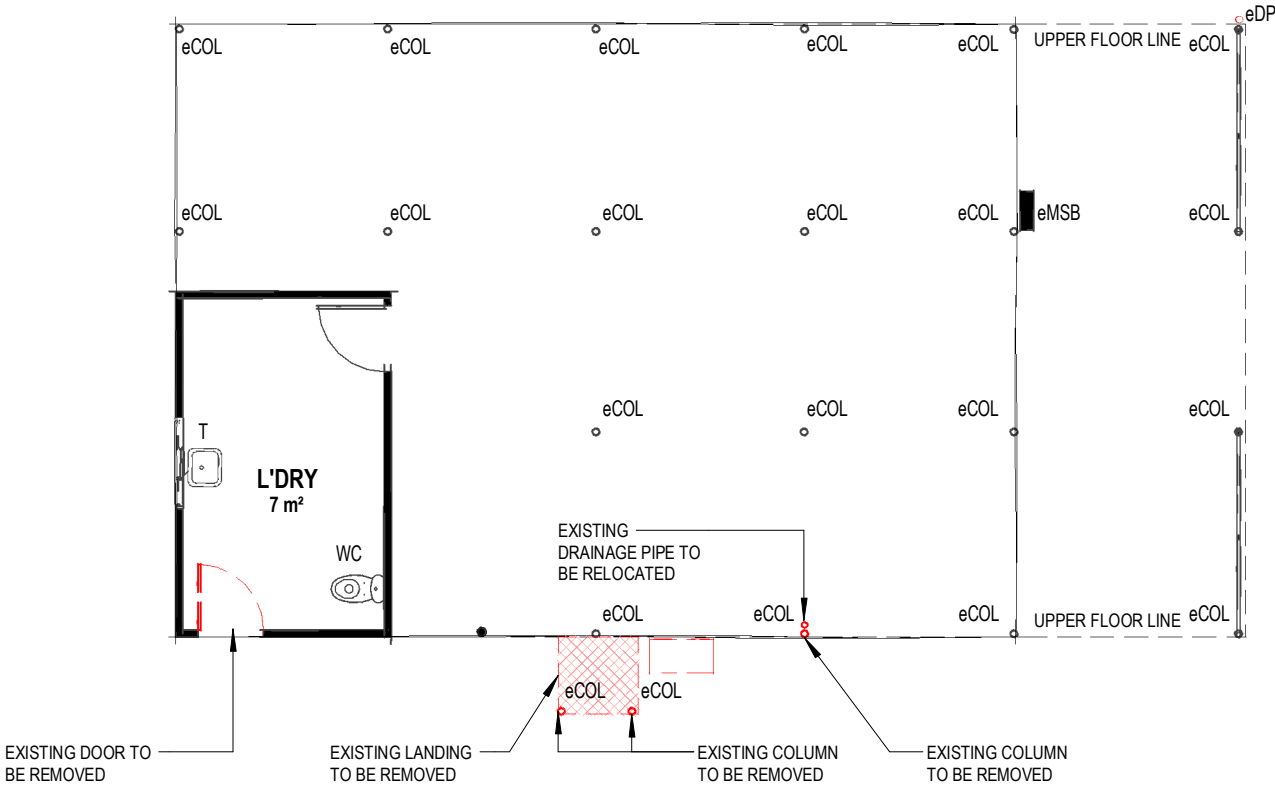 eDP
UPPER FLOOR LINE
eCOL
eCOL
eCOL
eCOL
eCOL
eCOL
eCOL
eCOL
eCOL
eCOL
eCOL
eMSB
eCOL
eCOL
eCOL
eCOL
eCOL
T
L'DRY
7 m²
WC
EXISTING
DRAINAGE PIPE TO
BE RELOCATED
eCOL
eCOL
eCOL
UPPER FLOOR LINE
eCOL
eCOL
eCOL
EXISTING DOOR TO
BE REMOVED
EXISTING LANDING
TO BE REMOVED
EXISTING COLUMN
TO BE REMOVED
EXISTING COLUMN
TO BE REMOVED